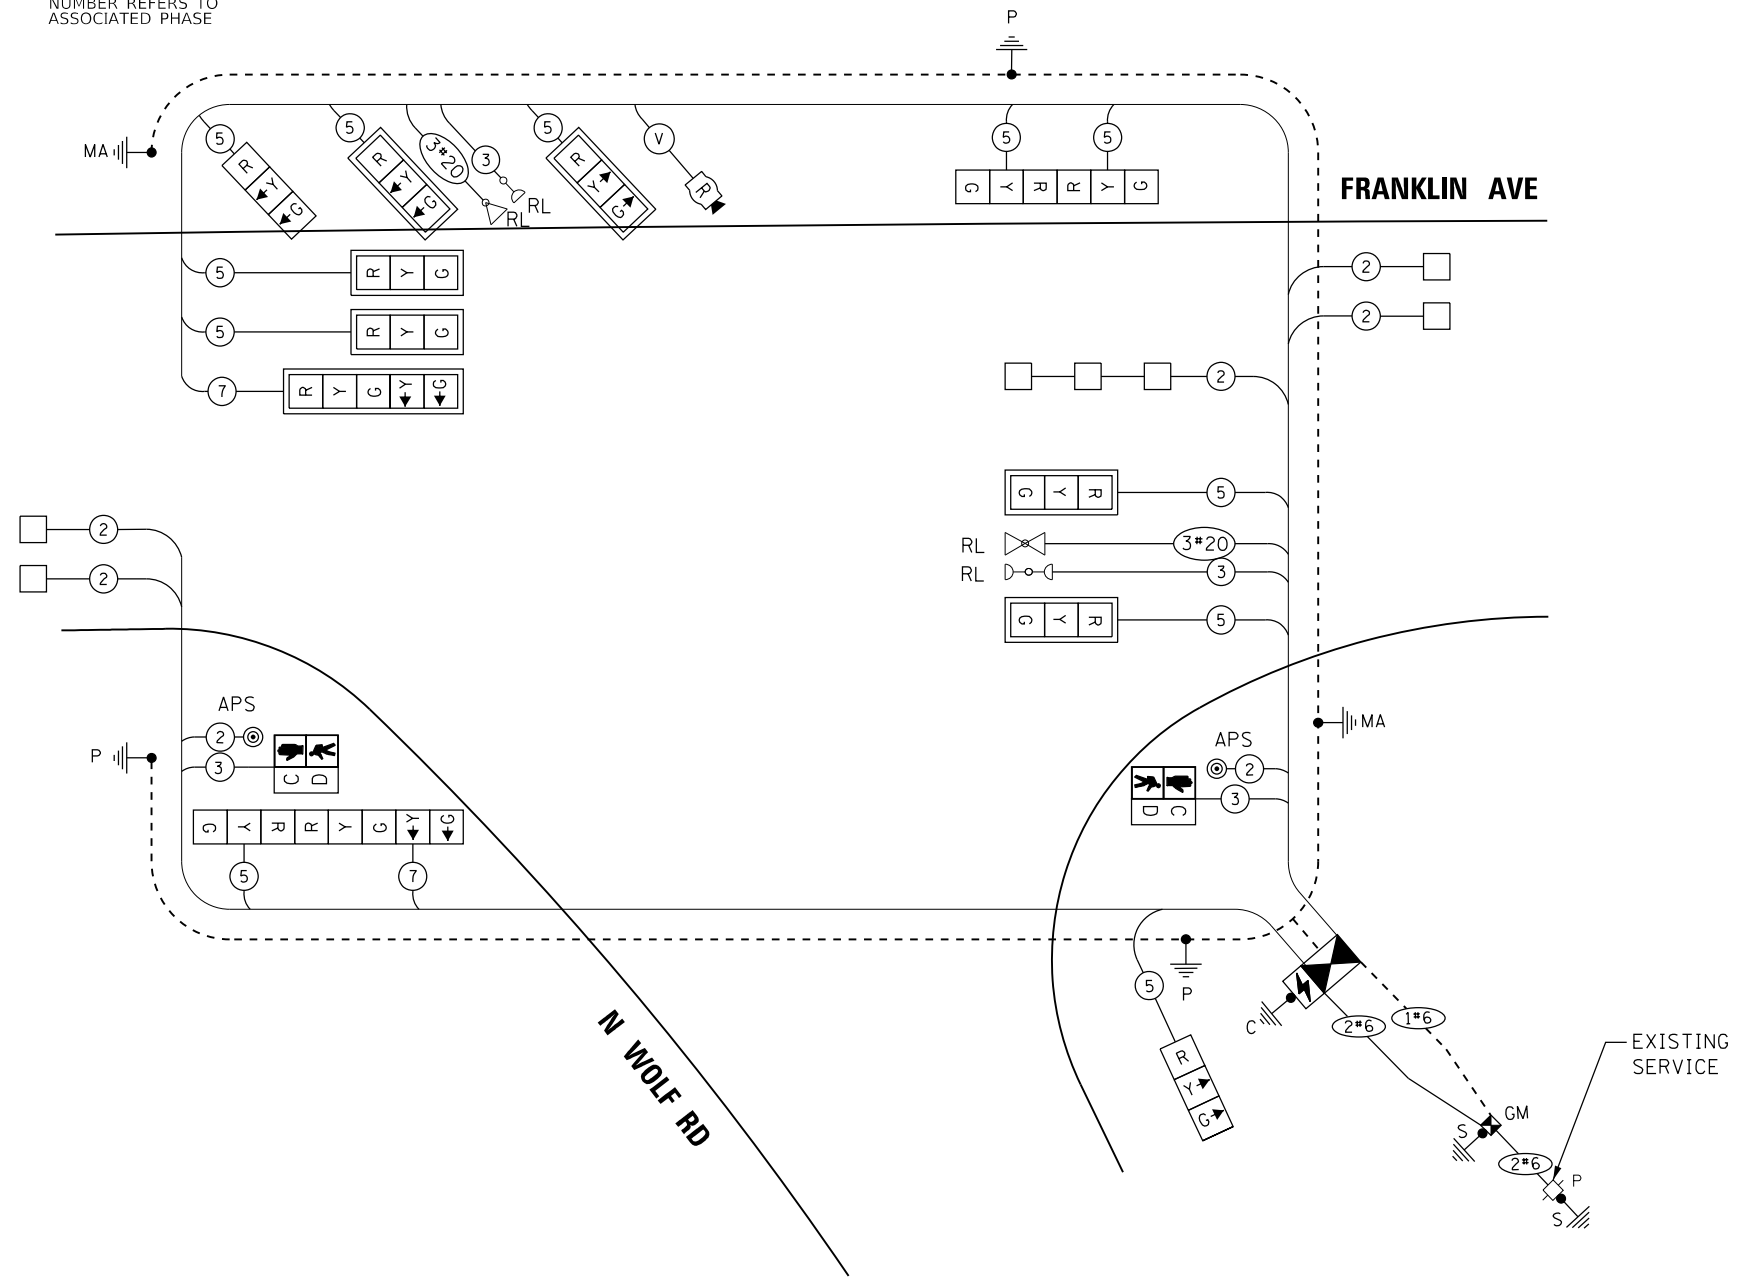 NUMBER REFERS TO
ASSOCIATED PHASE
P
MA
5
5
3#20
3
5
V
5
5
R Y G
R Y G
RL
RL
R Y G
R
G Y R R Y G
FRANKLIN AVE
5
R Y G
2
5
R Y G
2
7
R Y G Y G
2
5
G Y R
2
RL
3#20
2
RL
3
5
G Y R
APS
2
3
C D
P
MA
APS
2
3
D C
G Y R R Y G Y G
5
7
5
P
C
2#6
1#6
R Y G
N WOLF RD
EXISTING
SERVICE
GM
S
2#6
P
S